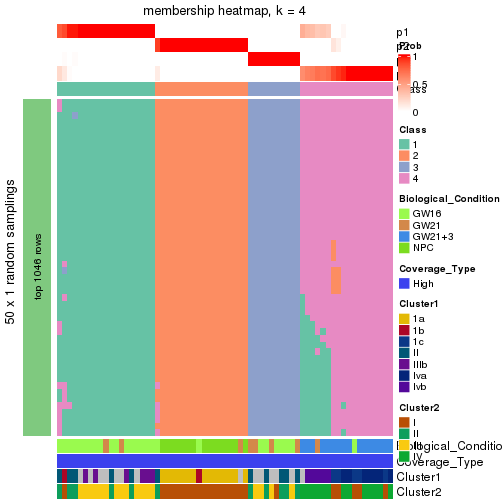 membership heatmap, k = 4
p1
p2
Prob
1
0.5
0
Class
Class
1
2
3
4
Biological_Condition
GW16
GW21
GW21+3
NPC
Coverage_Type
High
Cluster1
1a
1b
1c
II
IIIb
Iva
Ivb
Cluster2
I
II
III
IV
50 x 1 random samplings
top 1046 rows
Biological_Condition
Coverage_Type
Cluster1
Cluster2